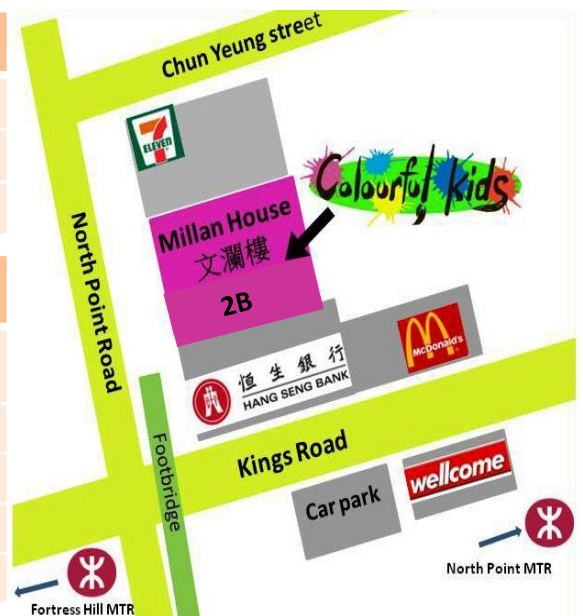 Chun Yeung street
7
ELEVEN
Colourful kids
Millan House
文瀾樓
2B
North Point Road
McDonald's
恒生銀行
HANG SENG BANK
Footbridge
Kings Road
Car park
wellcome
North Point MTR
Fortress Hill MTR